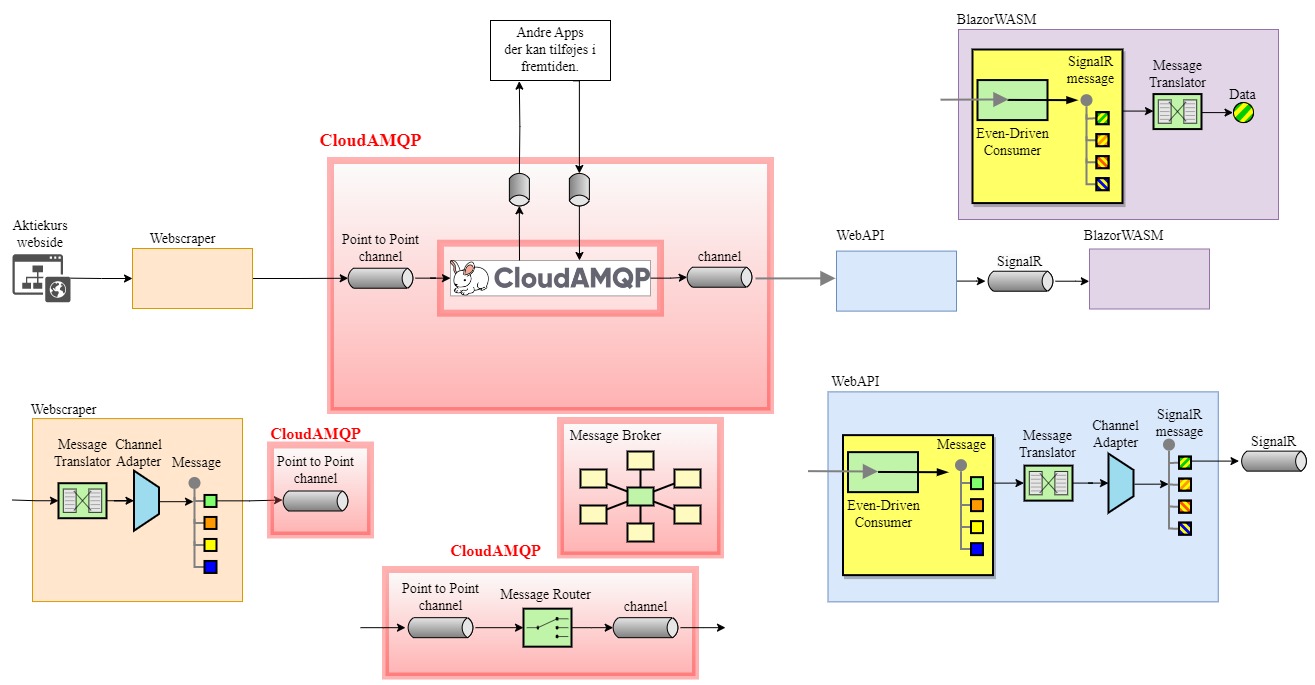 Andre Apps
der kan tilføjes i
fremtiden.
BlazorWASM
SignalR
message
Message
Translator
Data
Even-Driven
Consumer
CloudAMQP
Aktiekurs
webside
Webscraper
Point to Point
channel
CloudAMQP
channel
WebAPI
SignalR
BlazorWASM
Webscraper
Message
Translator
Channel
Adapter
Message
CloudAMQP
Point to Point
channel
Message Broker
CloudAMQP
Point to Point
channel
Message Router
channel
WebAPI
Message
Even-Driven
Consumer
Message
Translator
Channel
Adapter
SignalR
message
SignalR